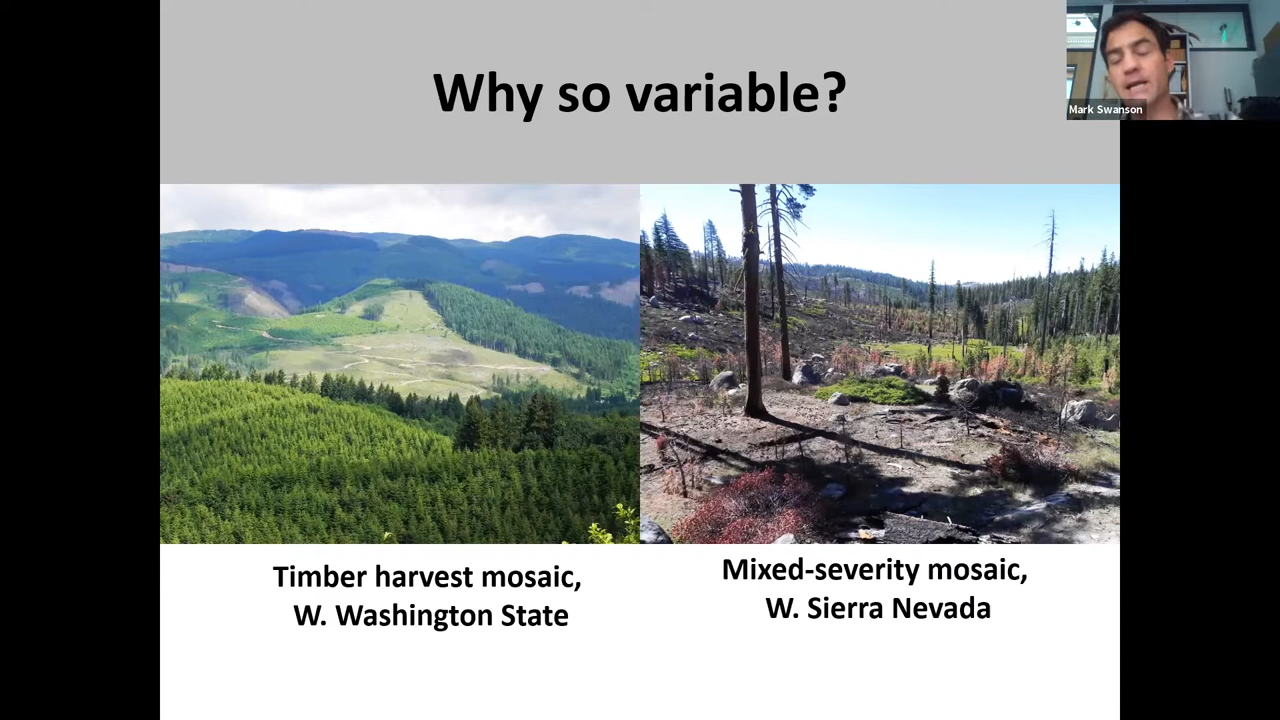 Why so variable?
Mark Swanson
Timber harvest mosaic,
W. Washington State
Mixed-severity mosaic,
W. Sierra Nevada